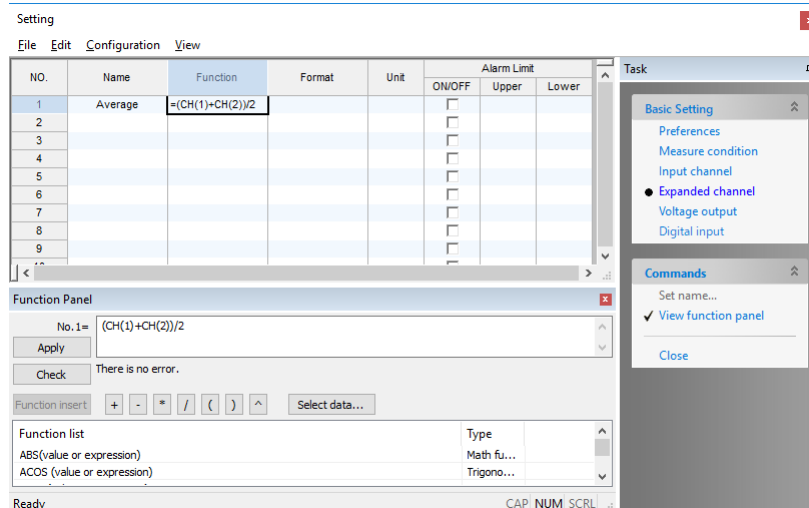 Setting
File Edit Configuration View
NO. Name Function Format Unit Alarm Limit
ON/OFF Upper Lower
1 Average =(CH(1)+CH(2))/2
2
3
4
5
6
7
8
9
Function Panel
No.1= (CH(1)+CH(2))/2
Apply
Check There is no error.
Function insert + - * / ( ) ^ Select data...
Function list Type
ABS(value or expression) Math fu...
ACOS (value or expression) Trigono...
Ready CAP NUM SCRL
Task
Basic Setting
Preferences
Measure condition
Input channel
Expanded channel
Voltage output
Digital input
Commands
Set name...
View function panel
Close